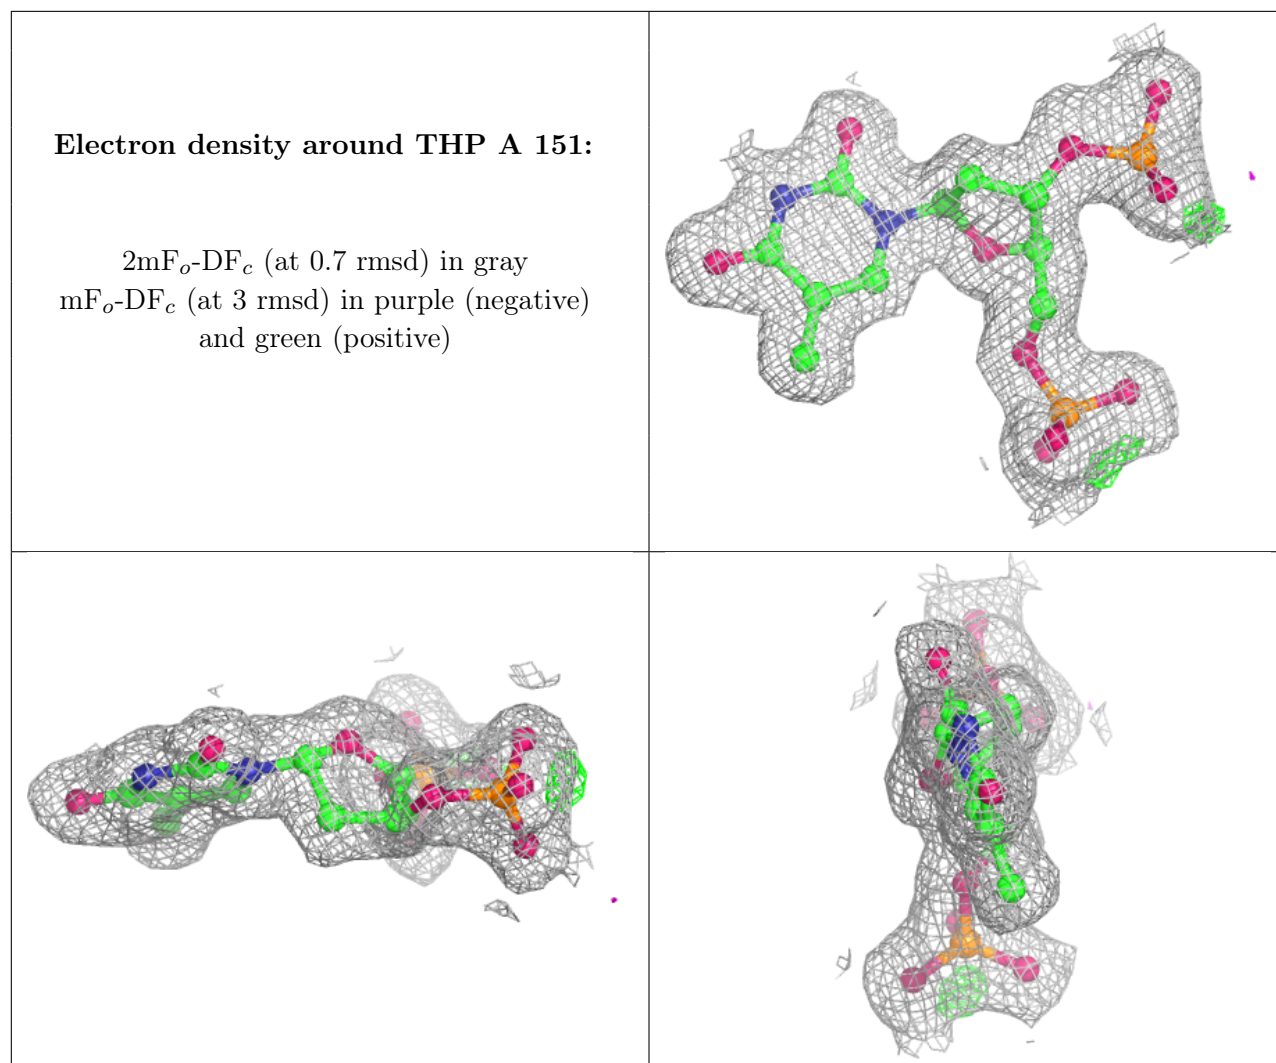 Electron density around THP A 151:
2mFo-DFc (at 0.7 rmsd) in gray
mFo-DFc (at 3 rmsd) in purple (negative)
and green (positive)